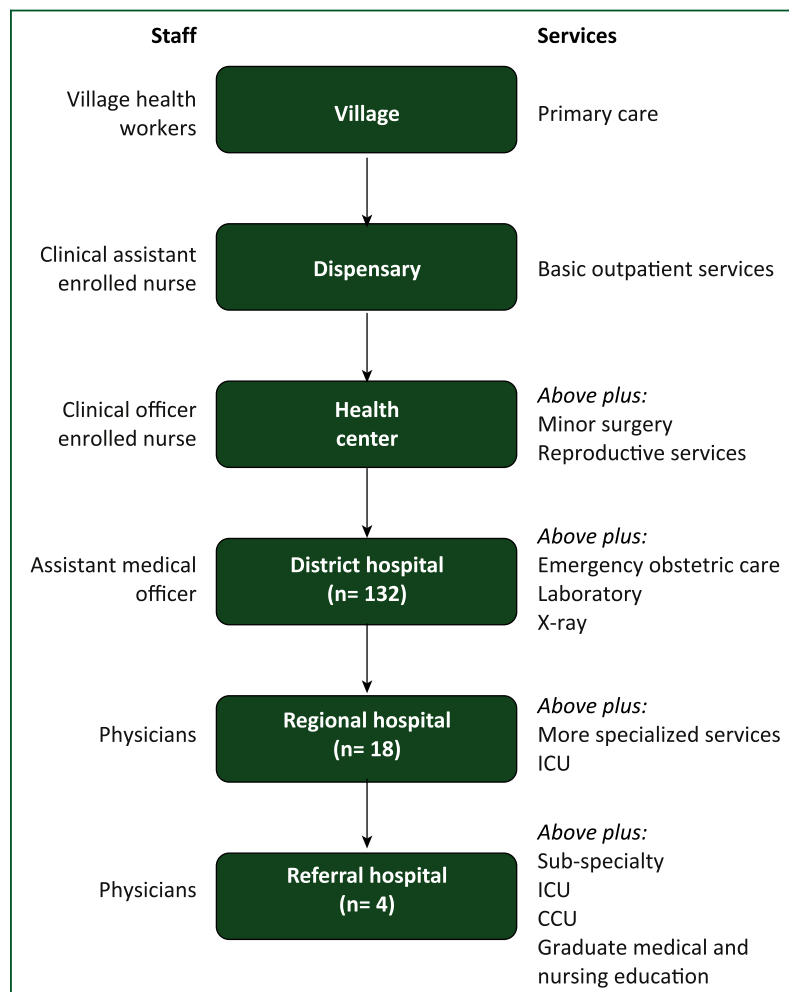 Staff
Services
Village health
workers
Village
Primary care
Clinical assistant
enrolled nurse
Dispensary
Basic outpatient services
Clinical officer
enrolled nurse
Health
center
Above plus:
Minor surgery
Reproductive services
Assistant medical
officer
District hospital
(n= 132)
Above plus:
Emergency obstetric care
Laboratory
X-ray
Physicians
Regional hospital
(n= 18)
Above plus:
More specialized services
ICU
Physicians
Referral hospital
(n= 4)
Above plus:
Sub-specialty
ICU
CCU
Graduate medical and
nursing education